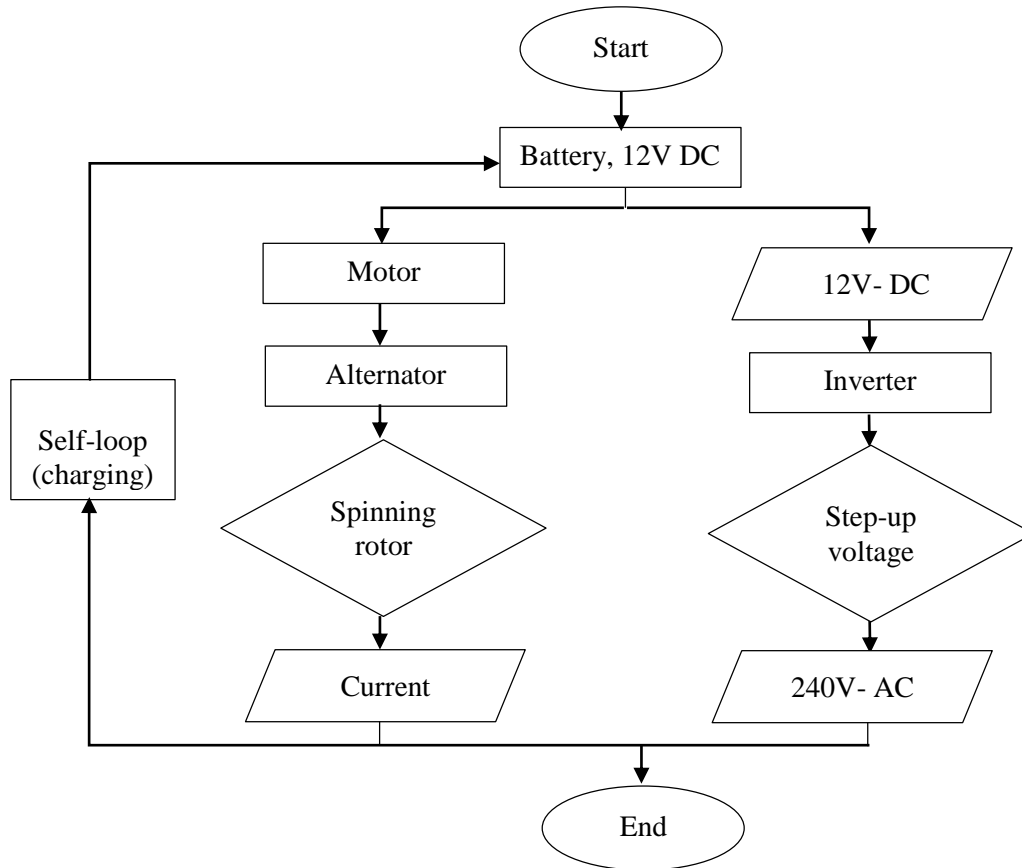 Start
Battery, 12V DC
Motor
12V- DC
Alternator
Inverter
Self-loop
(charging)
Spinning
rotor
Step-up
voltage
Current
240V- AC
End